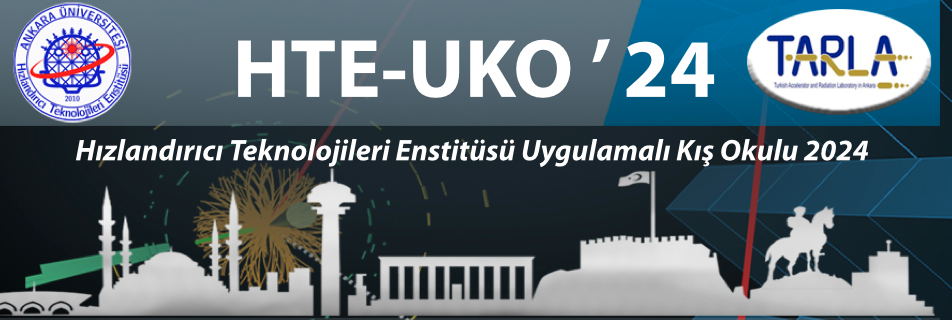 ANKARA ÜNİVERSİTESİ
Hızlandırıcı Teknolojileri Enstitüsü
2010
HTE-UKO ’24
TARLA
Turkish Accelerator and Radiation Laboratory in Ankara
Hızlandırıcı Teknolojileri Enstitüsü Uygulamalı Kış Okulu 2024